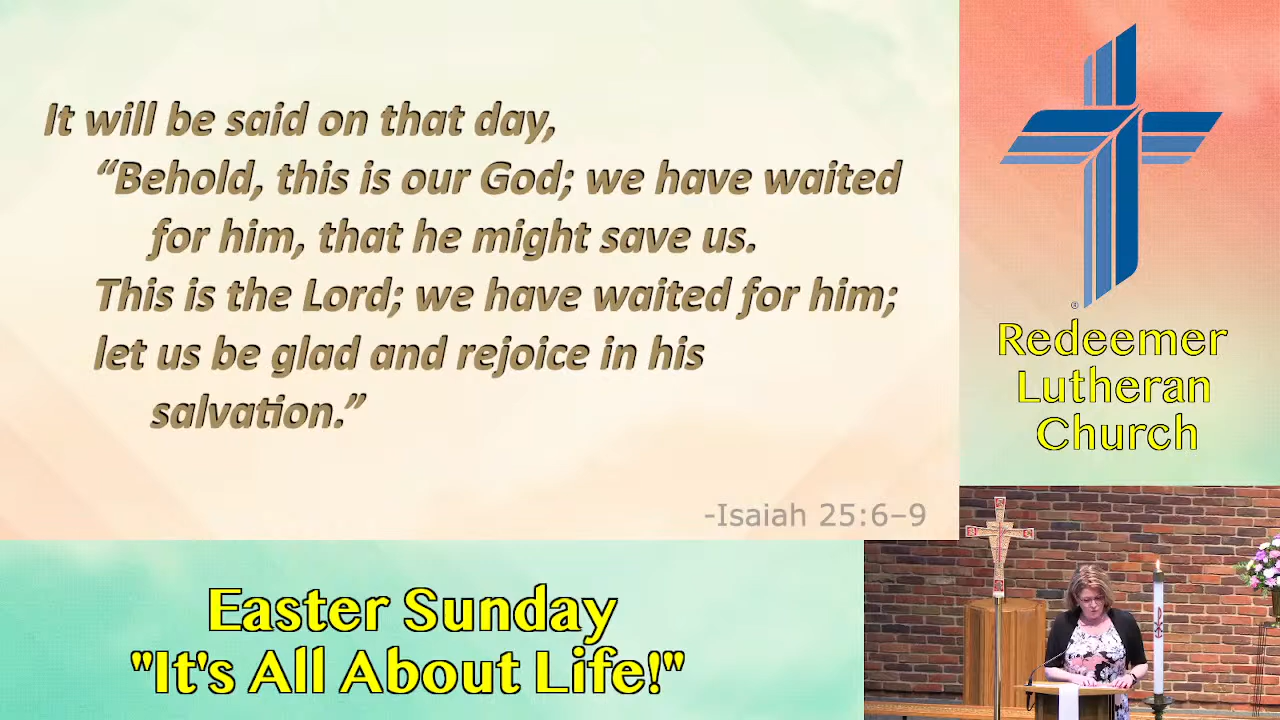 It will be said on that day,
“Behold, this is our God; we have waited
for him, that he might save us.
This is the Lord; we have waited for him;
let us be glad and rejoice in his
salvation.”
-Isaiah 25:6–9
®
Redeemer
Lutheran
Church
Easter Sunday
"It's All About Life!"